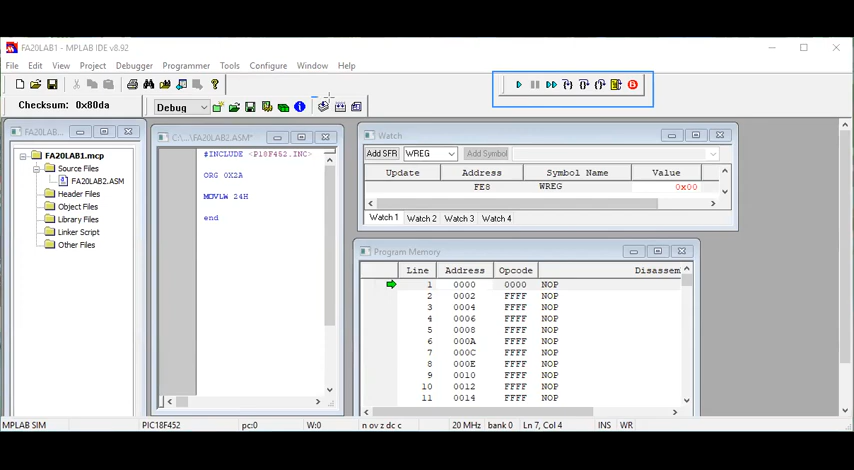 FA20LAB1 - MPLAB IDE v8.92
File Edit View Project Debugger Programmer Tools Configure Window Help
Checksum: 0x80da
Debug
FA20LAB...
FA20LAB1.mcp
Source Files
FA20LAB2.ASM
Header Files
Object Files
Library Files
Linker Script
Other Files
C:\...\FA20LAB2.ASM*
#INCLUDE <P18F452.INC>
ORG 0X2A
MOVLW 24H
end
Watch
Add SFR WREG Add Symbol
Update Address Symbol Name Value
FE8 WREG 0x00
Watch 1 Watch 2 Watch 3 Watch 4
Program Memory
Line Address Opcode Disassem
1 0000 0000 NOP
2 0002 FFFF NOP
3 0004 FFFF NOP
4 0006 FFFF NOP
5 0008 FFFF NOP
6 000A FFFF NOP
7 000C FFFF NOP
8 000E FFFF NOP
9 0010 FFFF NOP
10 0012 FFFF NOP
11 0014 FFFF NOP
MPLAB SIM PIC18F452 pc:0 W:0 n ov z dc c 20 MHz bank 0 Ln 7, Col 4 INS WR